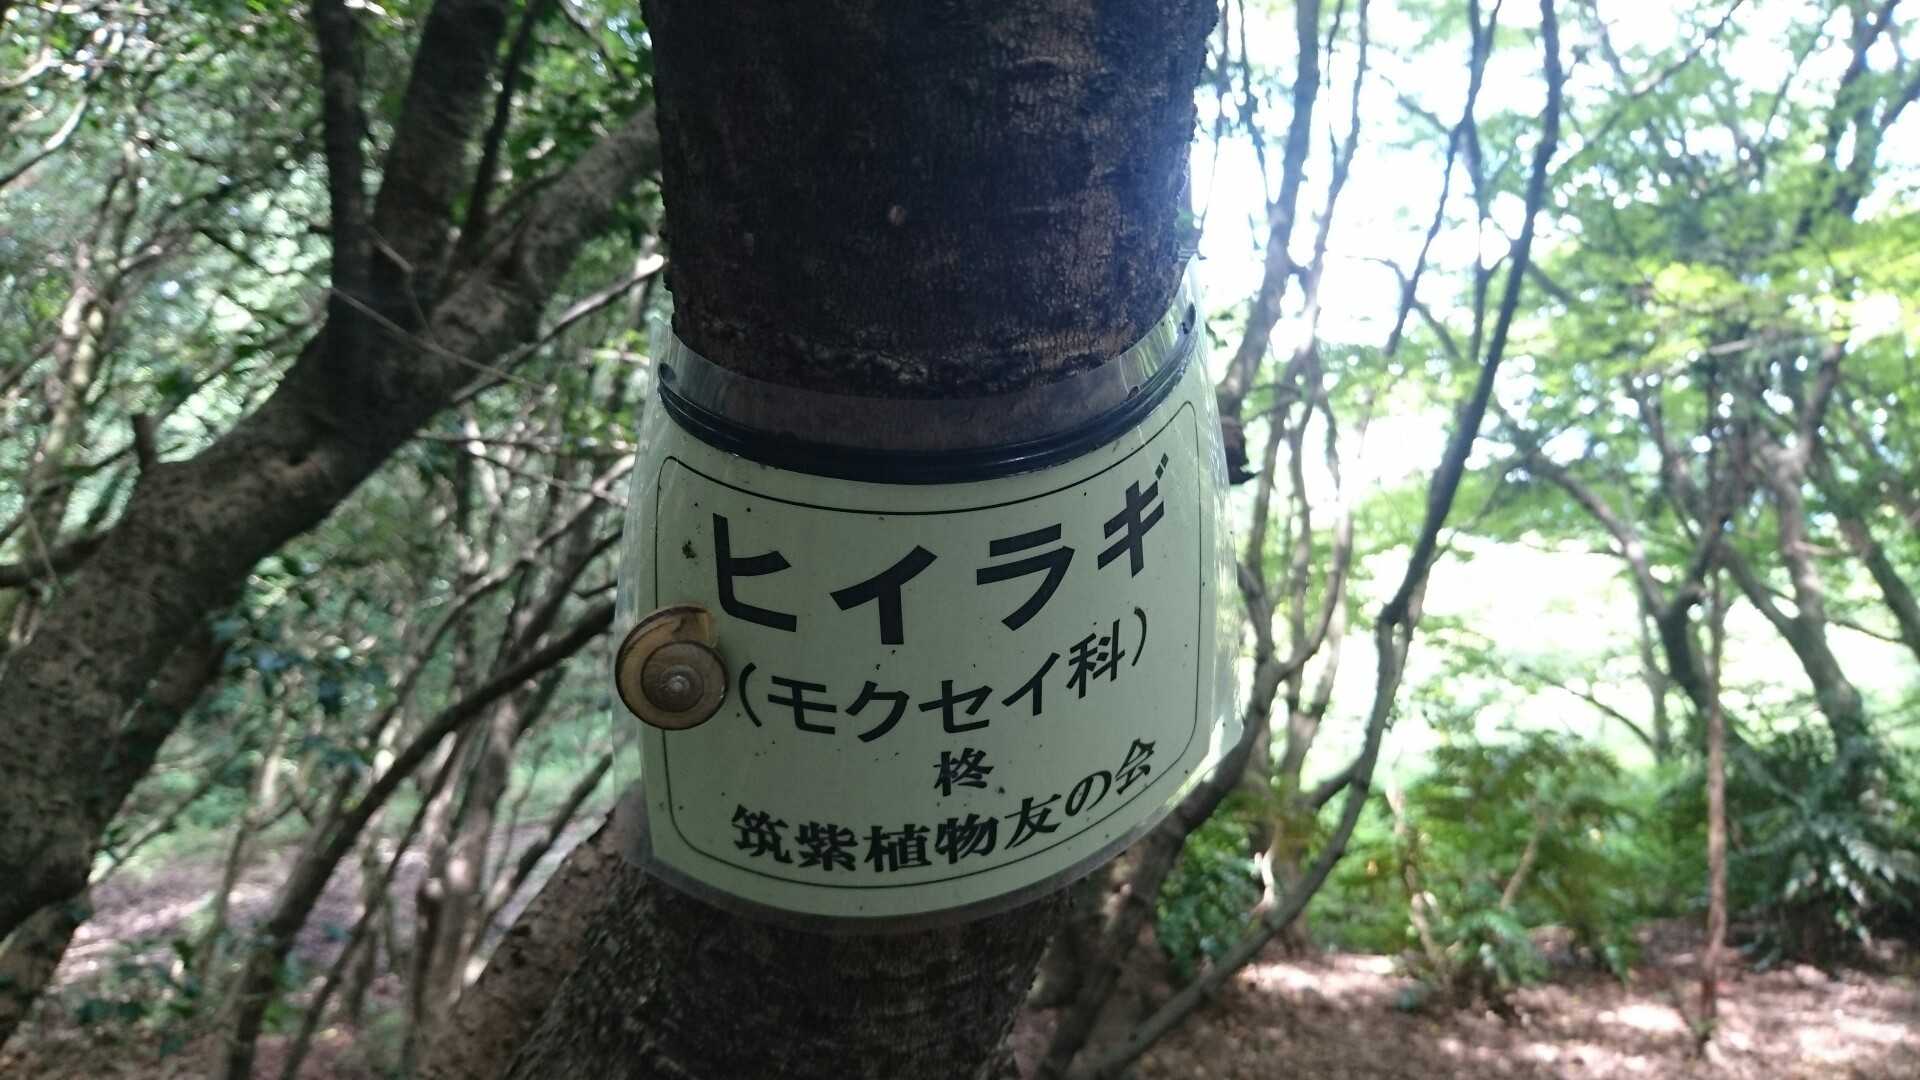 ヒイラギ
（モクセイ科）
柊
筑紫植物友の会